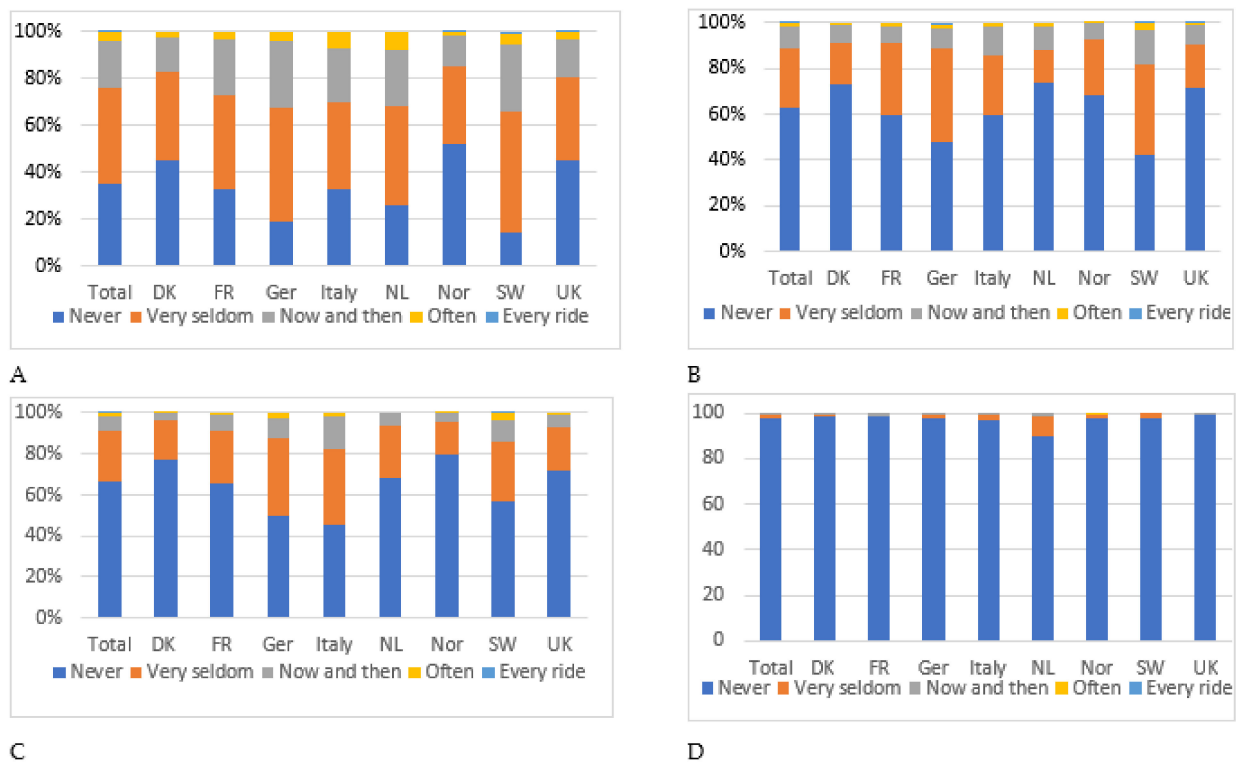 100%
80%
60%
40%
20%
0%
Total DK FR Ger Italy NL Nor SW UK
Never Very seldom Now and then Often Every ride
A
100%
80%
60%
40%
20%
0%
Total DK FR Ger Italy NL Nor SW UK
Never Very seldom Now and then Often Every ride
B
100%
80%
60%
40%
20%
0%
Total DK FR Ger Italy NL Nor SW UK
Never Very seldom Now and then Often Every ride
C
100
80
60
40
20
0
Total DK FR Ger Italy NL Nor SW UK
Never Very seldom Now and then Often Every ride
D